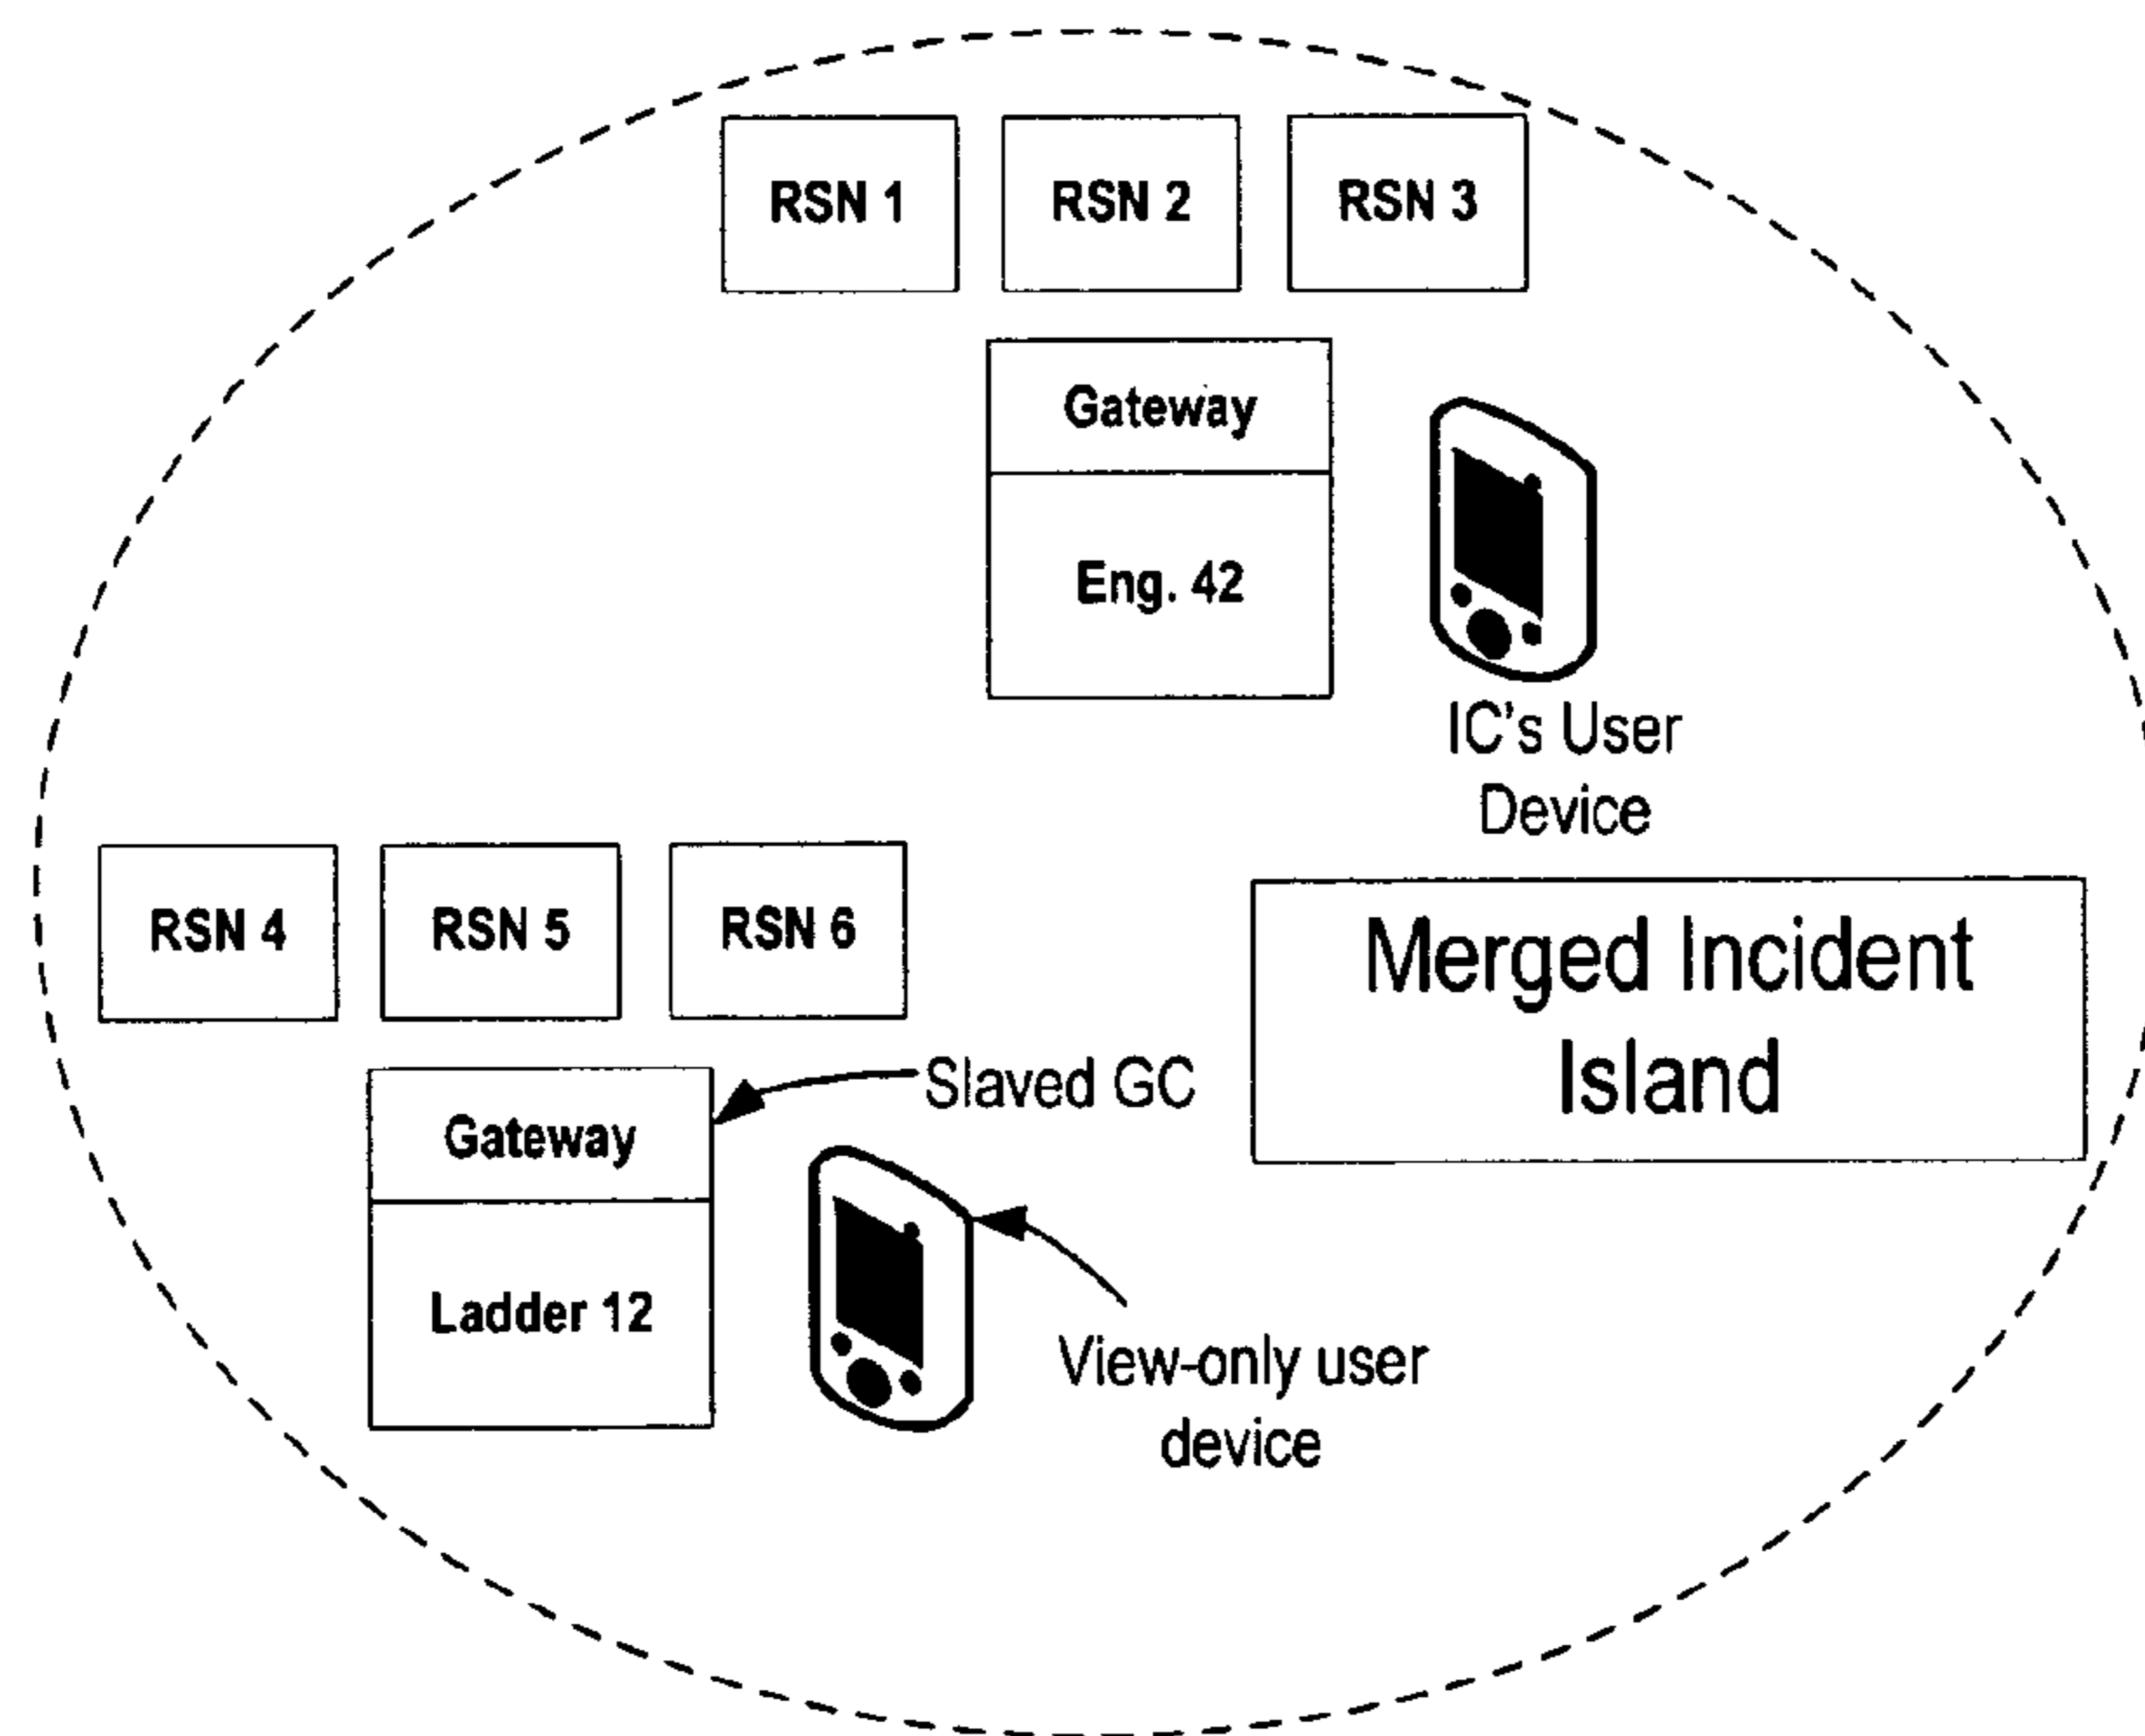 RSN 1
RSN 2
RSN 3
Gateway
Eng. 42
IC's User
Device
RSN 4
RSN 5
RSN 6
Merged Incident
Island
Slaved GC
Gateway
Ladder 12
View-only user
device